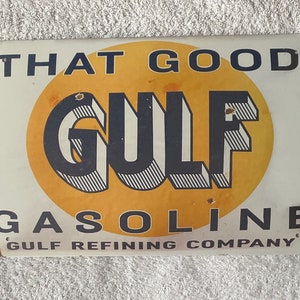 THAT GOOD
GULF
GASOLINE
GULF REFINING COMPANY